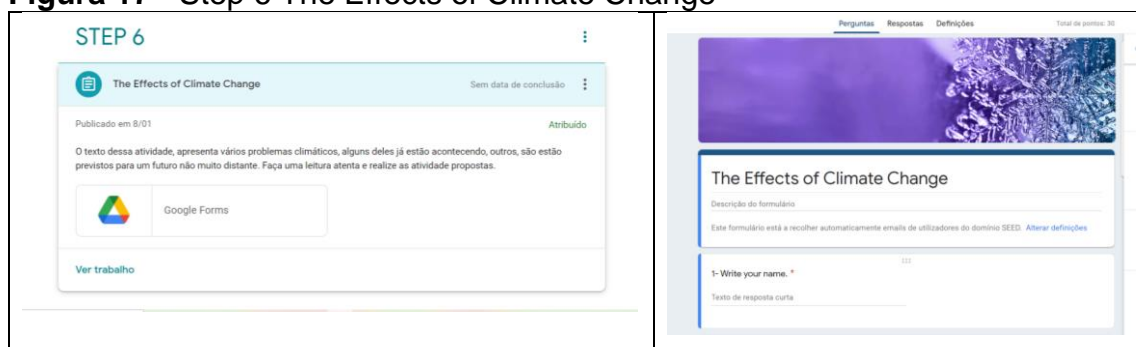 Figura 17 - Step 6 The Effects of Climate Change
STEP 6
The Effects of Climate Change
Sem data de conclusão
Publicado em 8/01
Atribuído
O texto dessa atividade, apresenta vários problemas climáticos, alguns deles já estão acontecendo, outros, são estão
previstos para um futuro não muito distante. Faça uma leitura atenta e realize as atividade propostas.
Google Forms
Ver trabalho
Perguntas Respostas Definições
Total de pontos: 30
The Effects of Climate Change
Descrição do formulário
Este formulário está a recolher automaticamente emails de utilizadores do domínio SEED. Alterar definições
1- Write your name. *
Texto de resposta curta